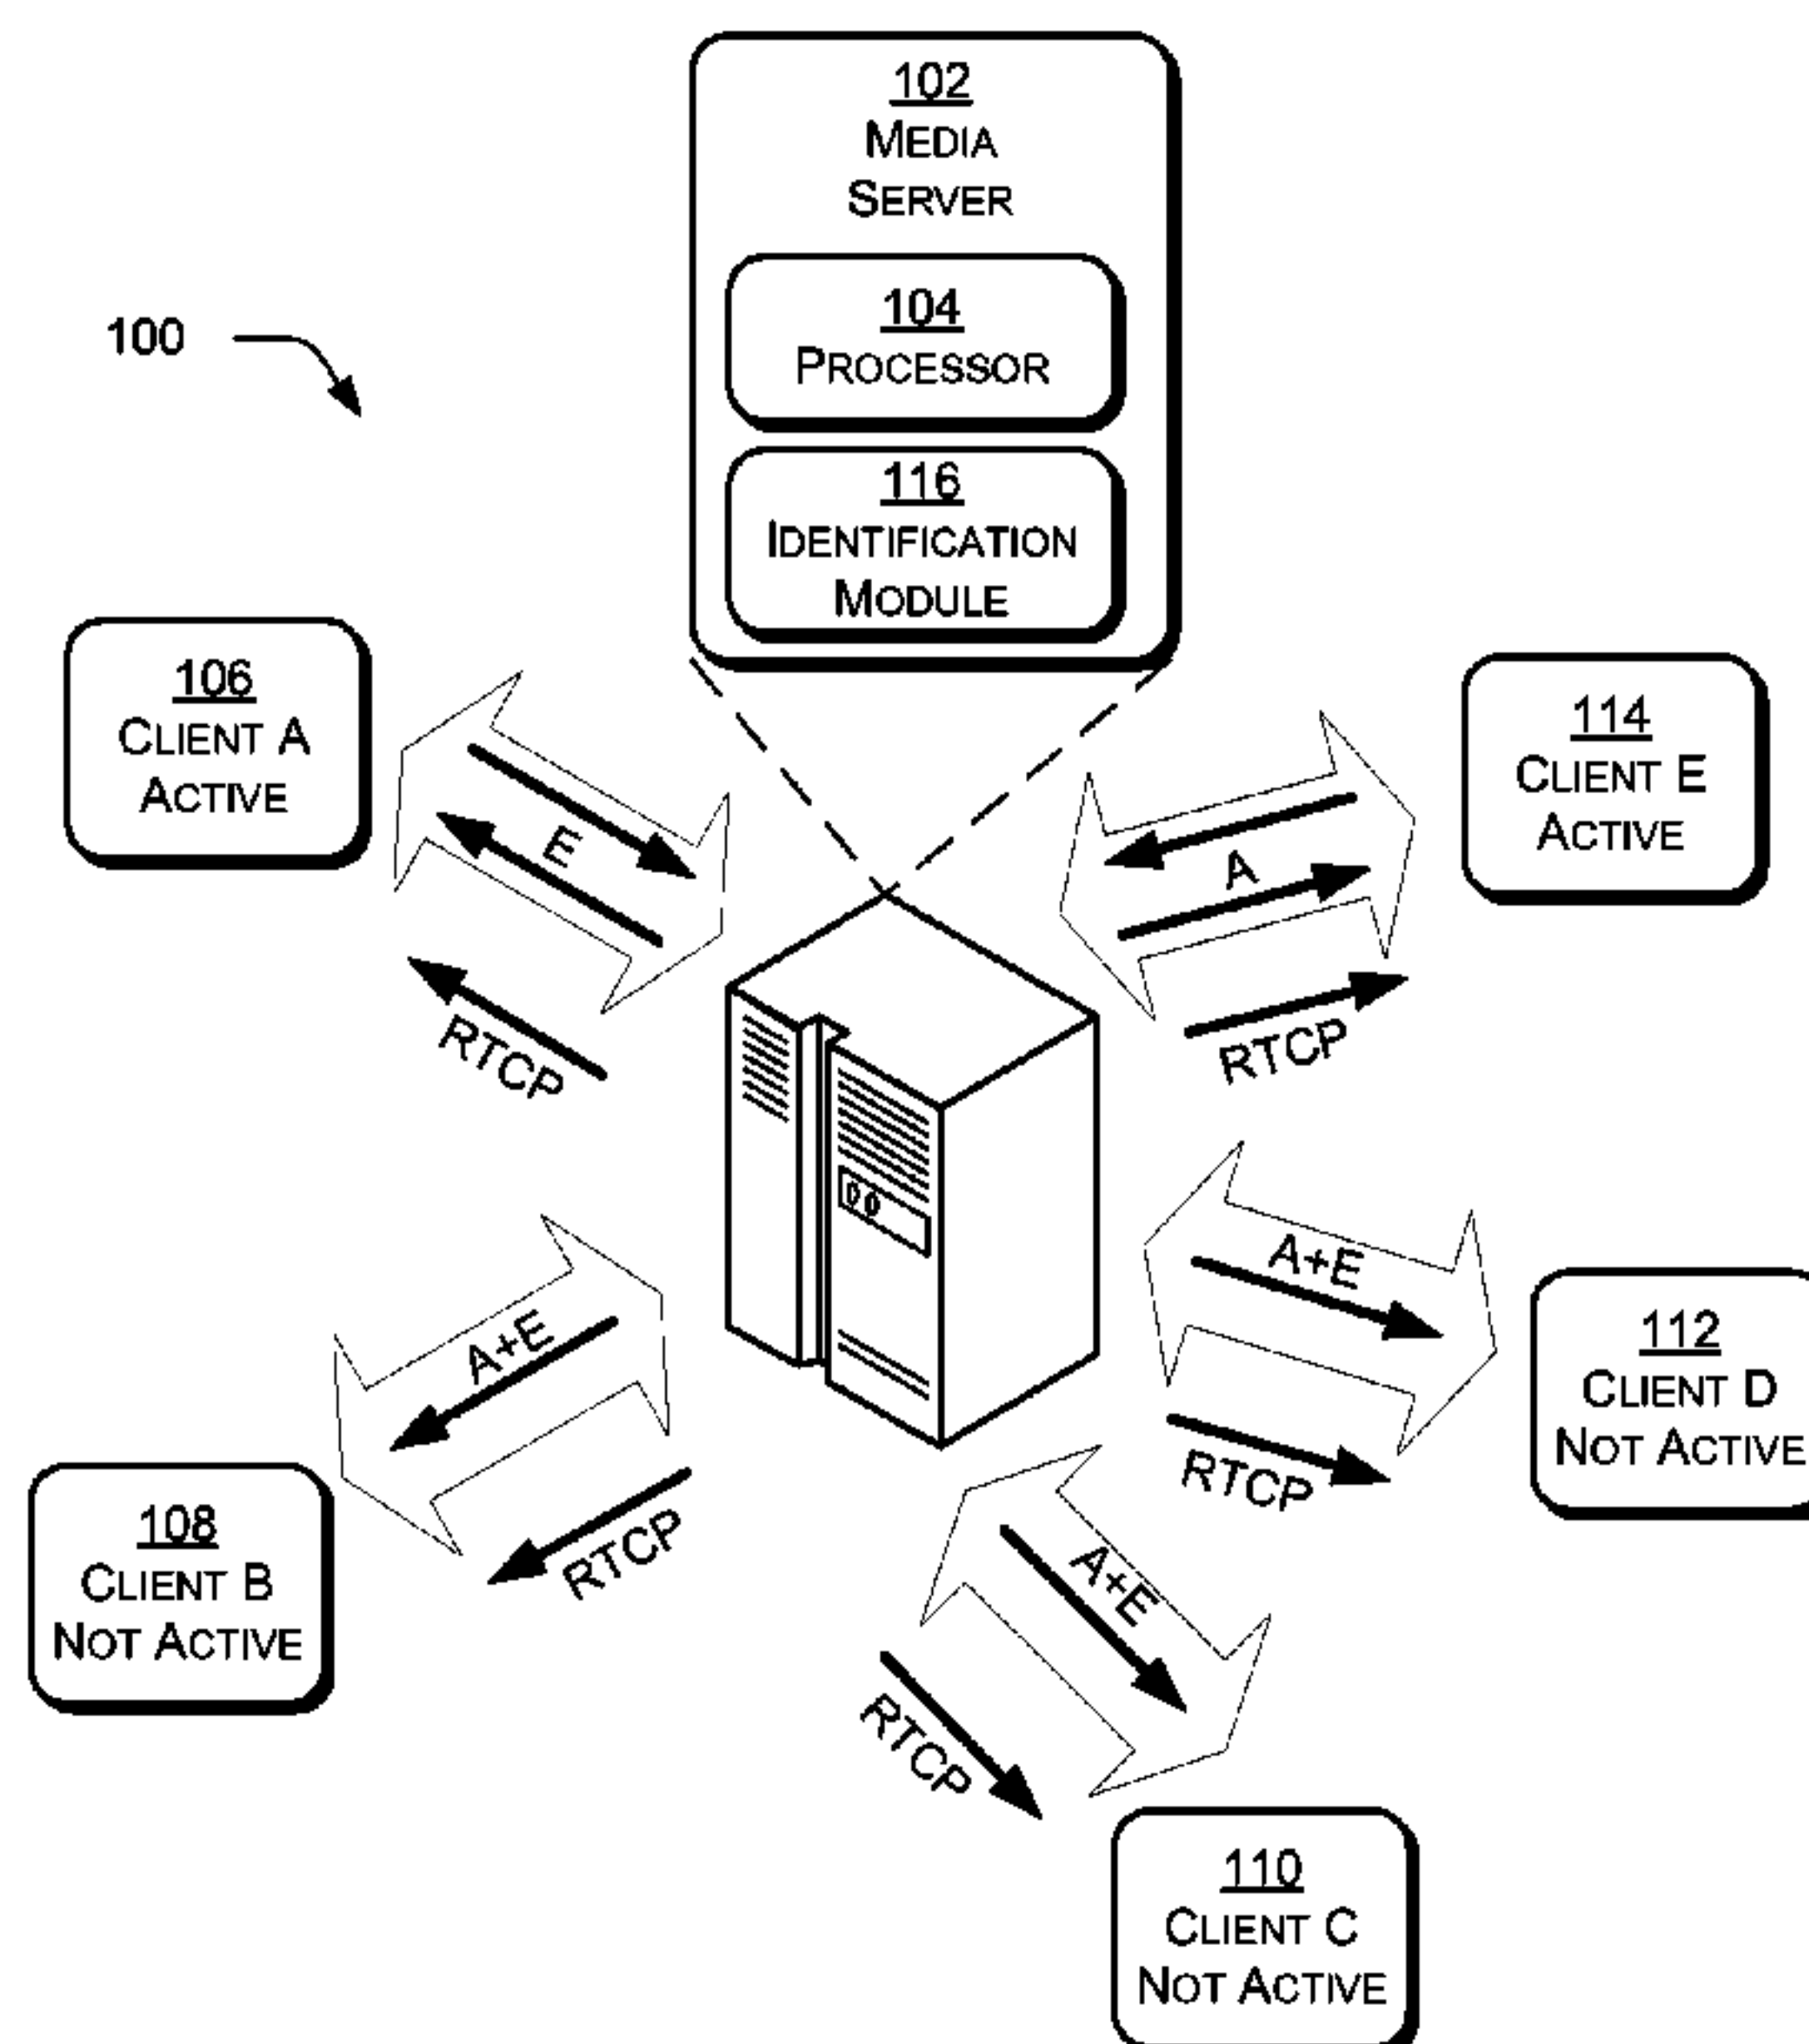 102
MEDIA
SERVER
104
PROCESSOR
100
116
IDENTIFICATION
MODULE
106
CLIENT A
ACTIVE
114
CLIENT E
ACTIVE
E
A
RTCP
RTCP
A+E
A+E
112
CLIENT D
NOT ACTIVE
RTCP
108
CLIENT B
NOT ACTIVE
RTCP
A+E
RTCP
110
CLIENT C
NOT ACTIVE